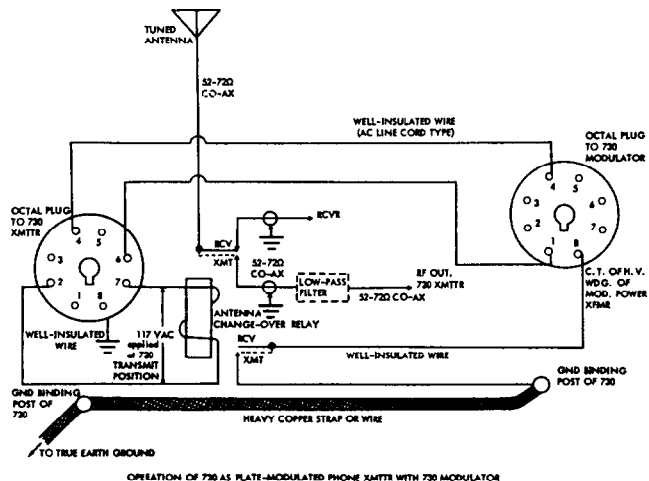 TUNED
ANTENNA
52-72Ω
CO-AX
WELL-INSULATED WIRE
(AC LINE CORD TYPE)
OCTAL PLUG
TO 730
MODULATOR
4
5
3
6
2
7
1
8
OCTAL PLUG
TO 730
XMTTR
4
5
3
6
2
7
1
8
RCV
XMT
RCVR
52-72Ω
CO-AX
LOW-PASS
FILTER
RF OUT,
730 XMTTR
52-72Ω CO-AX
C.T. OF H.V.
WDG. OF
MOD. POWER
XFMR
ANTENNA
CHANGE-OVER RELAY
WELL-INSULATED
WIRE
117 VAC
applied
at 730
TRANSMIT
POSITION
RCV
XMT
WELL-INSULATED WIRE
GND BINDING
POST OF
730
GND BINDING
POST OF 730
HEAVY COPPER STRAP OR WIRE
TO TRUE EARTH GROUND
OPERATION OF 730 AS PLATE-MODULATED PHONE XMTTR WITH 730 MODULATOR